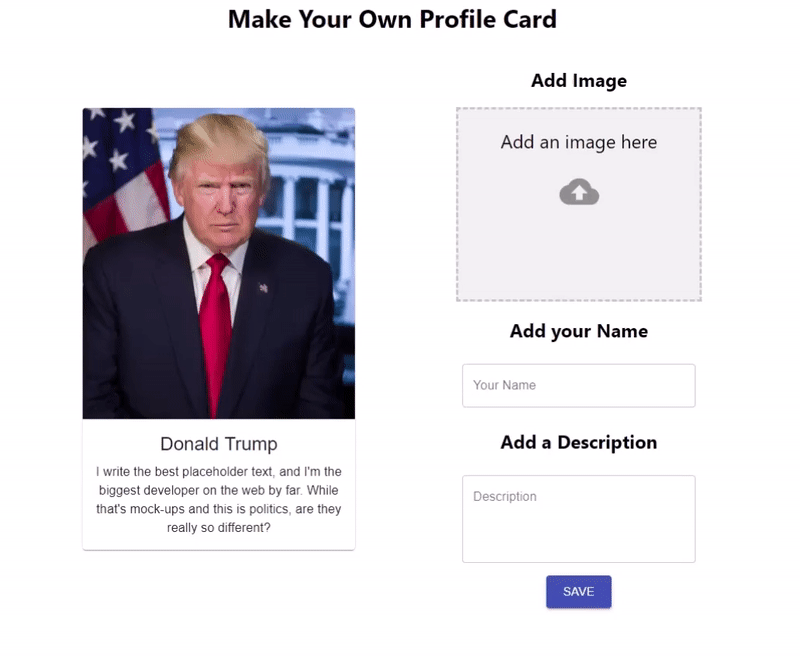 Make Your Own Profile Card
Donald Trump
I write the best placeholder text, and I'm the
biggest developer on the web by far. While
that's mock-ups and this is politics, are they
really so different?
Add Image
Add an image here
Add your Name
Your Name
Add a Description
Description
SAVE